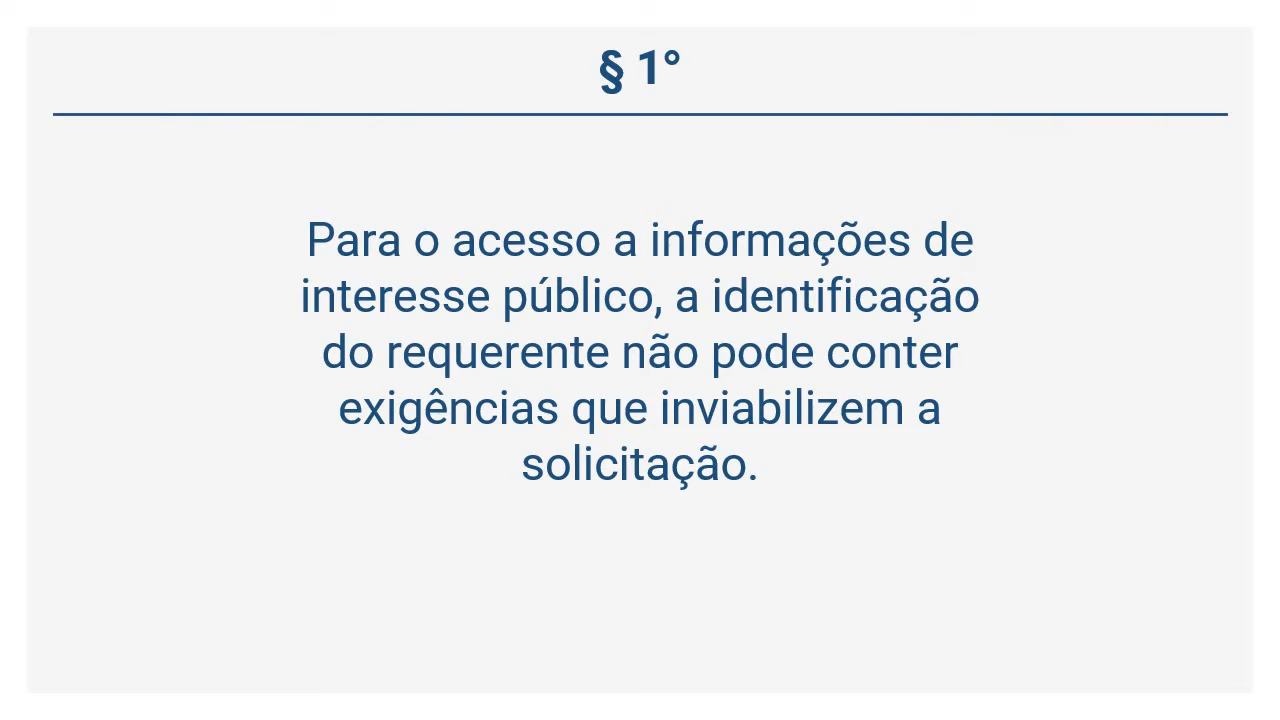 § 1°
Para o acesso a informações de
interesse público, a identificação
do requerente não pode conter
exigências que inviabilizem a
solicitação.